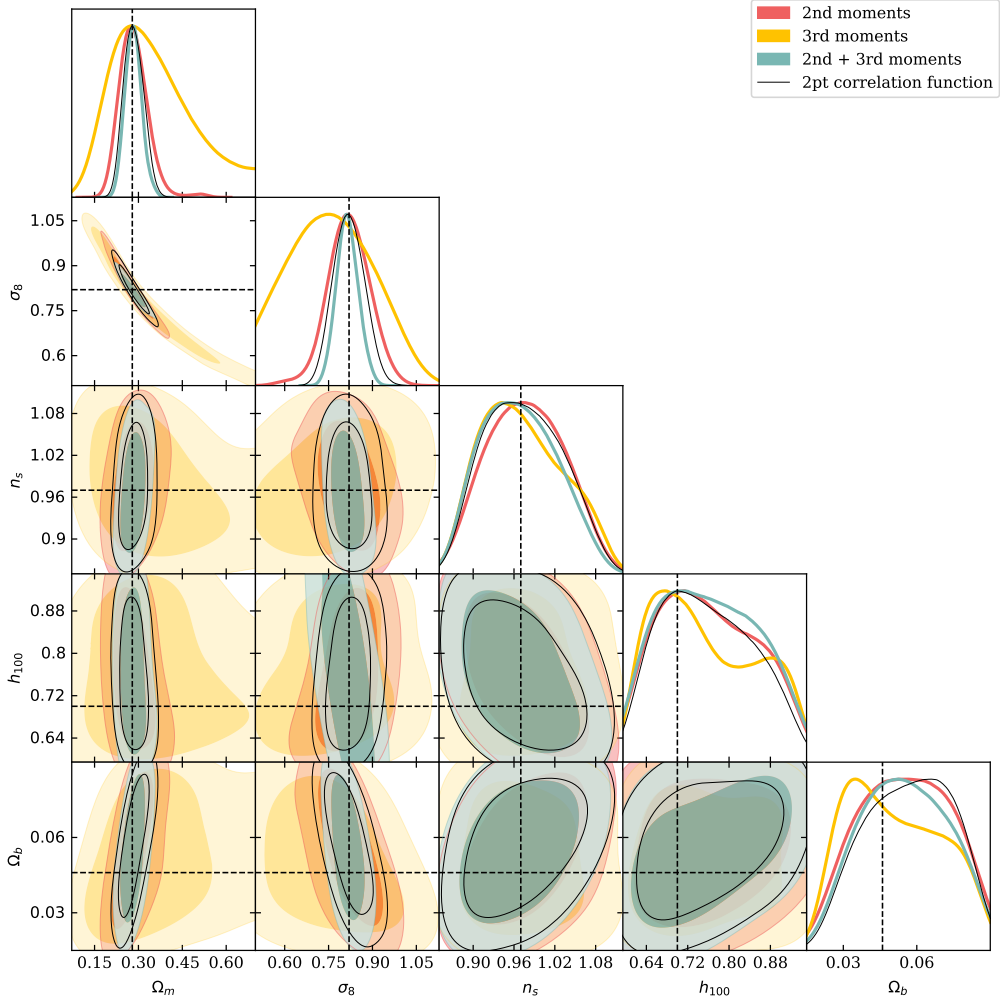 2nd moments
3rd moments
2nd + 3rd moments
2pt correlation function
1.05
0.9
0.75
0.6
σ8
1.08
1.02
0.96
0.9
ns
0.88
0.8
0.72
0.64
h100
0.06
0.03
Ωb
0.15 0.30 0.45 0.60
0.60 0.75 0.90 1.05
0.90 0.96 1.02 1.08
0.64 0.72 0.80 0.88
0.03 0.06
Ωm
σ8
ns
h100
Ωb